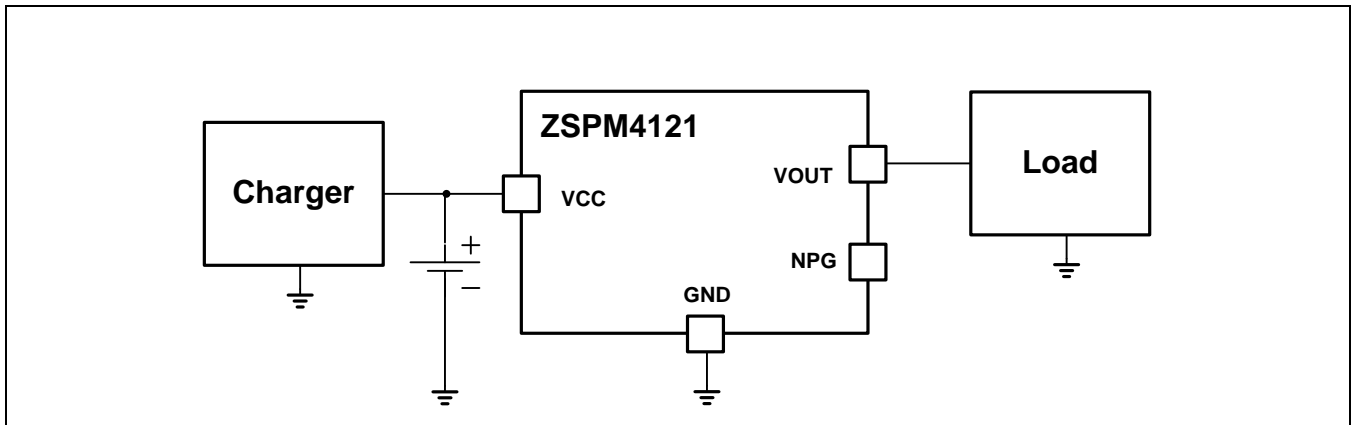 ZSPM4121
Charger
VCC
VOUT
Load
NPG
GND
+
−